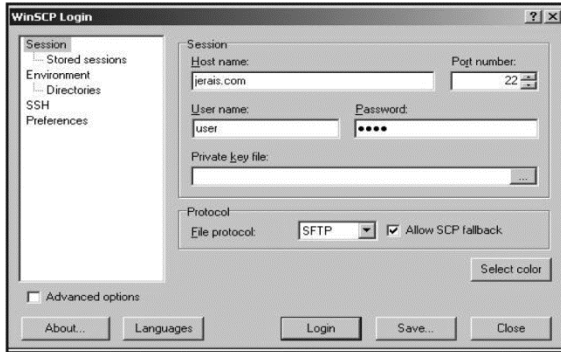 WinSCP Login
Session
Stored sessions
Environment
Directories
SSH
Preferences
Session
Host name:
Port number:
jerais.com
22
User name:
Password:
user
●●●●
Private key file:
...
Protocol
File protocol:
SFTP
Allow SCP fallback
Select color
Advanced options
About...
Languages
Login
Save...
Close